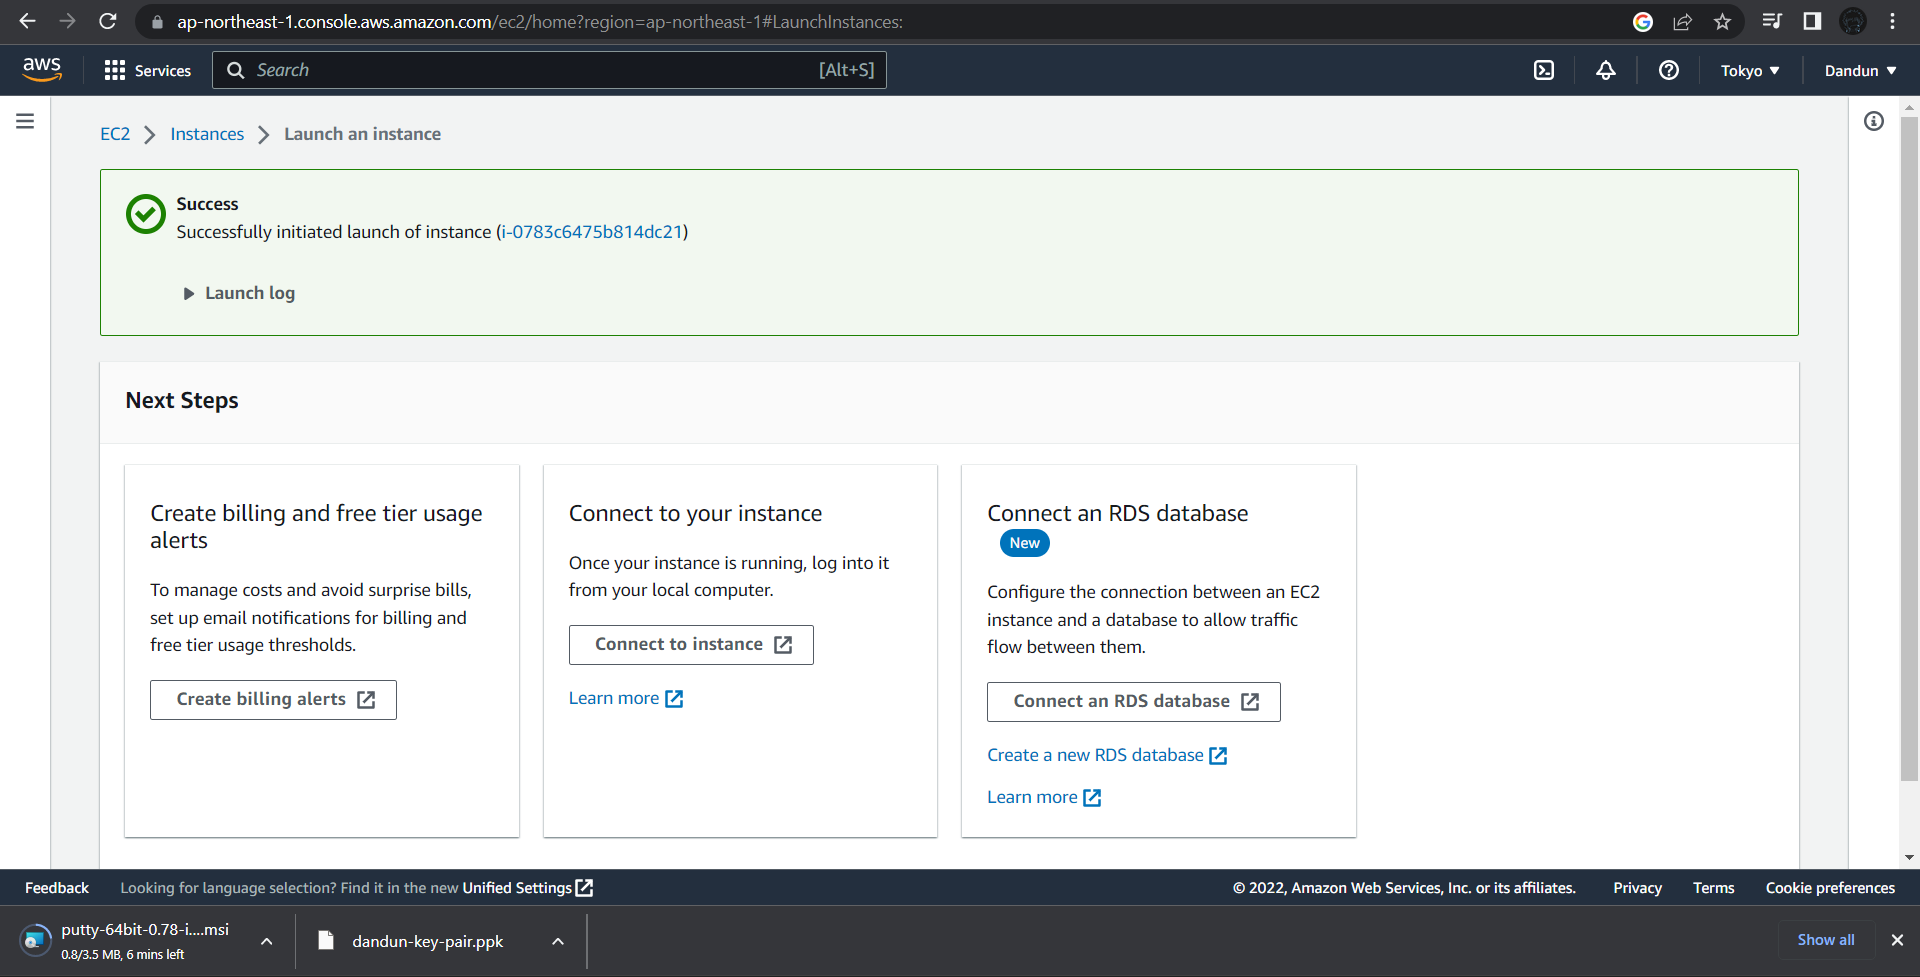 ap-northeast-1.console.aws.amazon.com/ec2/home?region=ap-northeast-1#LaunchInstances:
aws
Services
Search
[Alt+S]
Tokyo
Dandun
EC2
Instances
Launch an instance
Success
Successfully initiated launch of instance (i-0783c6475b814dc21)
Launch log
Next Steps
Create billing and free tier usage
alerts
To manage costs and avoid surprise bills,
set up email notifications for billing and
free tier usage thresholds.
Create billing alerts
Connect to your instance
Once your instance is running, log into it
from your local computer.
Connect to instance
Learn more
Connect an RDS database
New
Configure the connection between an EC2
instance and a database to allow traffic
flow between them.
Connect an RDS database
Create a new RDS database
Learn more
Feedback
Looking for language selection? Find it in the new Unified Settings
© 2022, Amazon Web Services, Inc. or its affiliates.
Privacy
Terms
Cookie preferences
putty-64bit-0.78-i....msi
0.8/3.5 MB, 6 mins left
dandun-key-pair.ppk
Show all